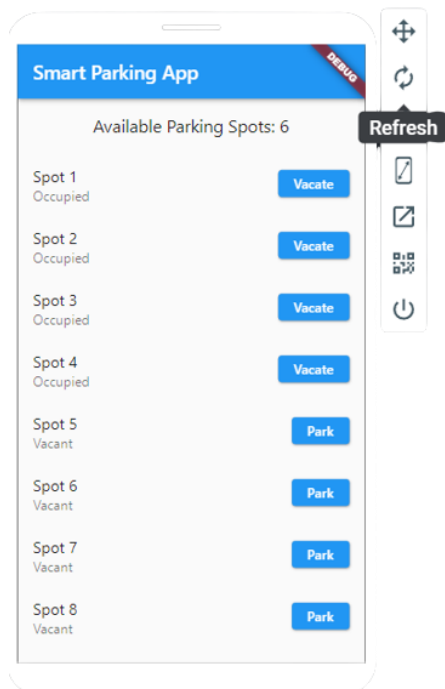 Smart Parking App
DEBUG
Available Parking Spots: 6
Refresh
Spot 1
Occupied
Vacate
Spot 2
Occupied
Vacate
Spot 3
Occupied
Vacate
Spot 4
Occupied
Vacate
Spot 5
Vacant
Park
Spot 6
Vacant
Park
Spot 7
Vacant
Park
Spot 8
Vacant
Park